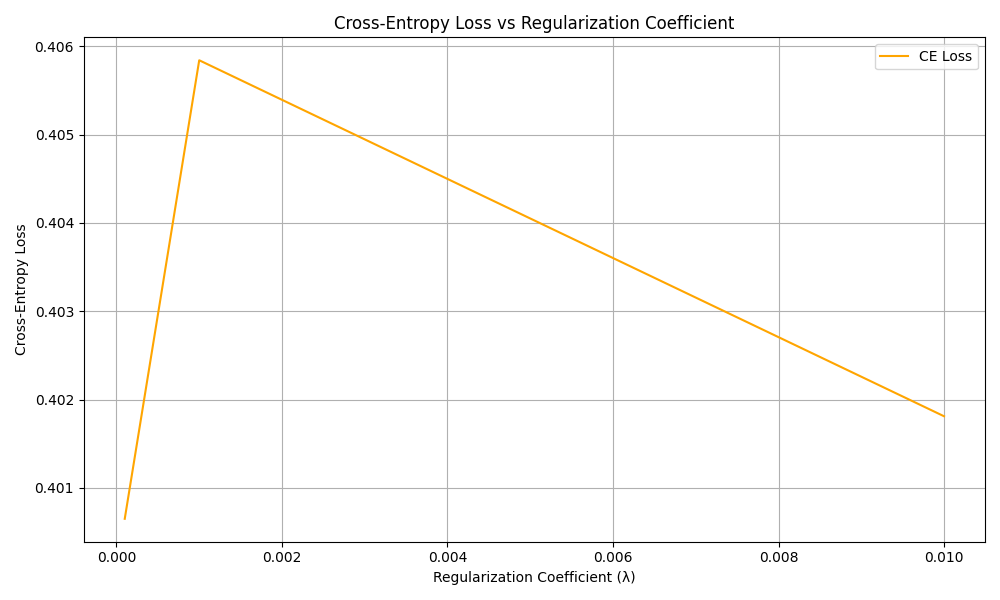 Cross-Entropy Loss vs Regularization Coefficient
CE Loss
Cross-Entropy Loss
0.406
0.405
0.404
0.403
0.402
0.401
0.000 0.002 0.004 0.006 0.008 0.010
Regularization Coefficient (λ)